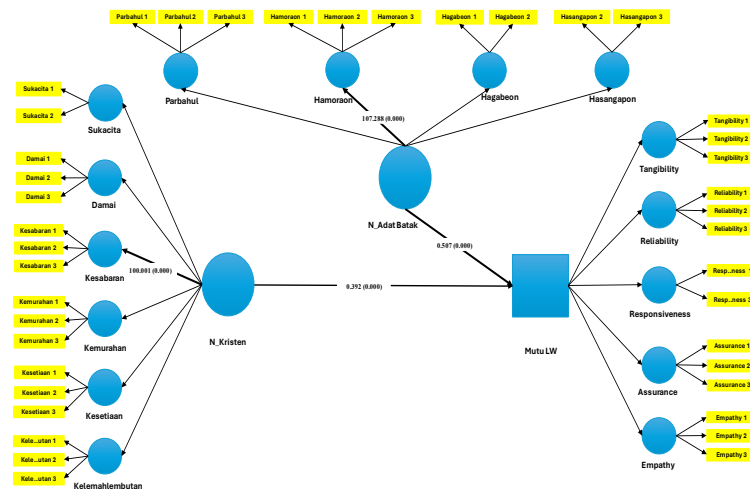 Parbahul 1
Parbahul 2
Parbahul 3
Hamoraon 1
Hamoraon 2
Hamoraon 3
Hagabeon 1
Hagabeon 2
Hasangapon 2
Hasangapon 3
Parbahul
Hamoraon
Hagabeon
Hasangapon
107.288 (0.000)
Sukacita 1
Sukacita 2
Sukacita
Damai 1
Damai 2
Damai 3
Damai
Kesabaran 1
Kesabaran 2
Kesabaran 3
Kesabaran
100.001 (0.000)
Kemurahan 1
Kemurahan 2
Kemurahan 3
Kemurahan
Kesetiaan 1
Kesetiaan 2
Kesetiaan 3
Kesetiaan
Kele...utan 1
Kele...utan 2
Kele...utan 3
Kelemahlembutan
N_Kristen
N_Adat Batak
0.507 (0.000)
0.392 (0.000)
Mutu LW
Tangibility 1
Tangibility 2
Tangibility 3
Tangibility
Reliability 1
Reliability 2
Reliability 3
Reliability
Resp..ness 1
Resp..ness 3
Responsiveness
Assurance 1
Assurance 2
Assurance 3
Assurance
Empathy 1
Empathy 2
Empathy 3
Empathy